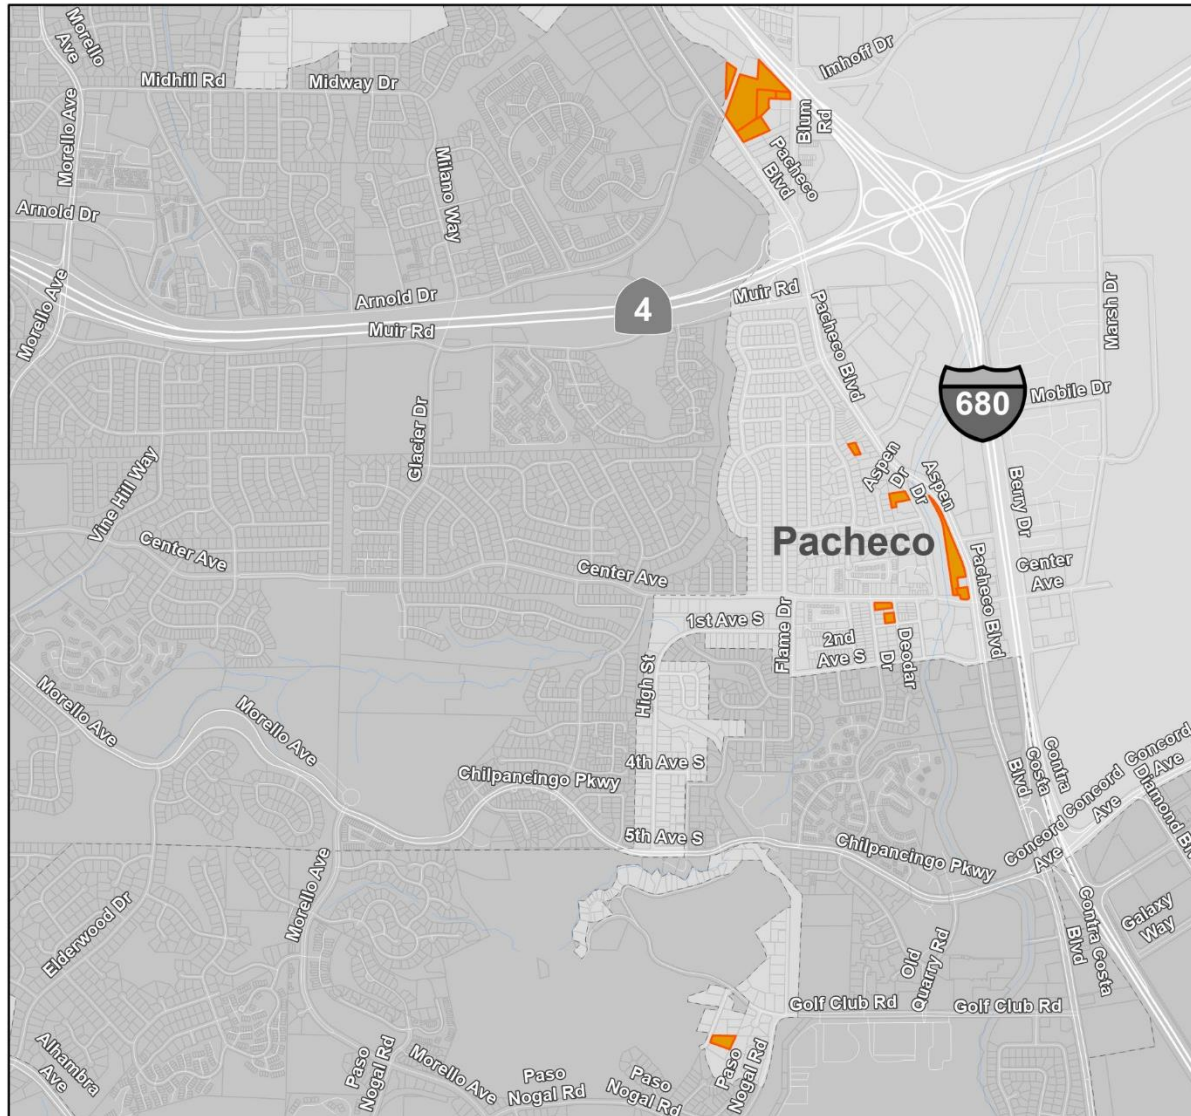 Morello
Ave
Midhill Rd
Midway Dr
Imhoff Dr
Blum
Rd
Morello Ave
Milano Way
Pacheco
Blvd
Arnold Dr
Morello Ave
Arnold Dr
Muir Rd
4
Muir Rd
Pacheco Blvd
Marsh Dr
680
Mobile Dr
Glacier Dr
Vine Hill Way
Aspen
Dr
Aspen
Dr
Berry Dr
Pacheco
Center Ave
Center Ave
Center
Ave
Pacheco Blvd
1st Ave S
Flame Dr
2nd
Ave S
Deodar
Dr
High St
Morello Ave
Morello Ave
4th Ave S
Chilpancingo Pkwy
5th Ave S
Chilpancingo Pkwy
Contra
Costa
Blvd
Concord
Ave
Concord
Ave
Concord
Ave
Diamond Bl
Morello Ave
Elderwood Dr
Galaxy
Way
Contra Costa
Blvd
Old
Quarry Rd
Golf Club Rd
Golf Club Rd
Alhambra
Ave
Paso
Nogal Rd
Morello Ave
Paso
Nogal Rd
Paso
Nogal Rd
Paso
Nogal Rd